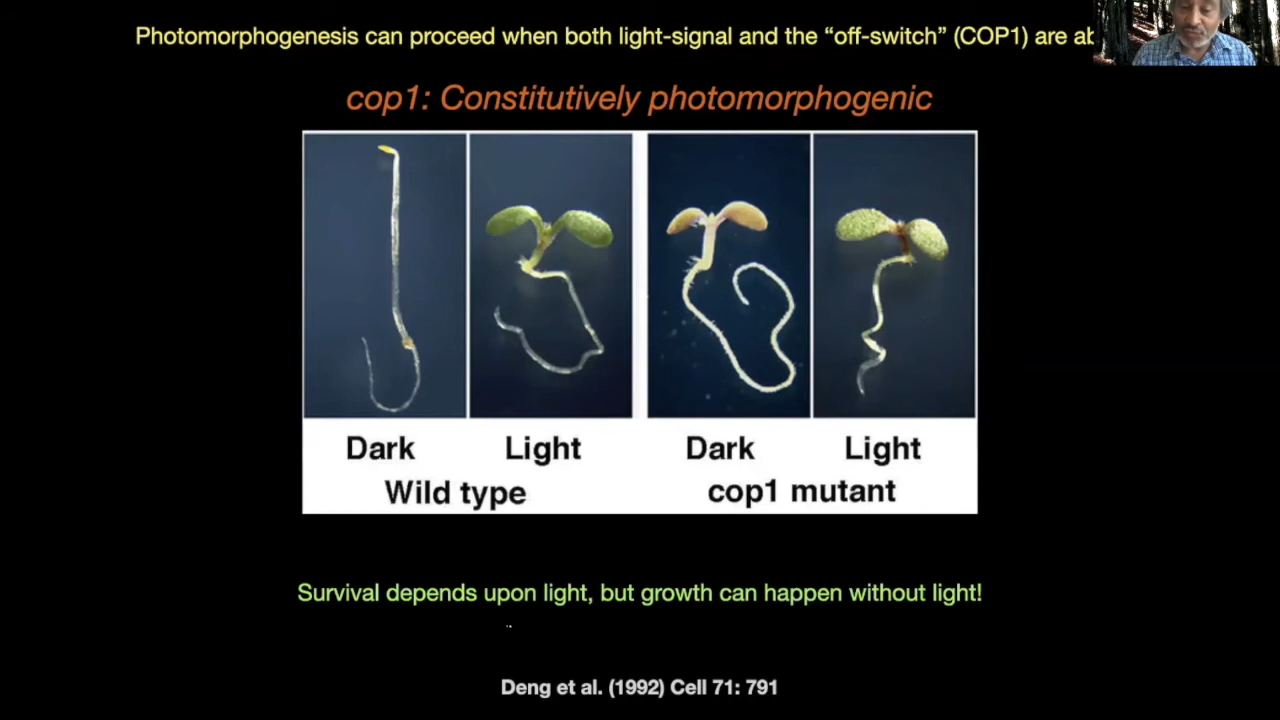 Photomorphogenesis can proceed when both light-signal and the “off-switch” (COP1) are
cop1: Constitutively photomorphogenic
Dark Light Dark Light
Wild type cop1 mutant
Survival depends upon light, but growth can happen without light!
Deng et al. (1992) Cell 71: 791